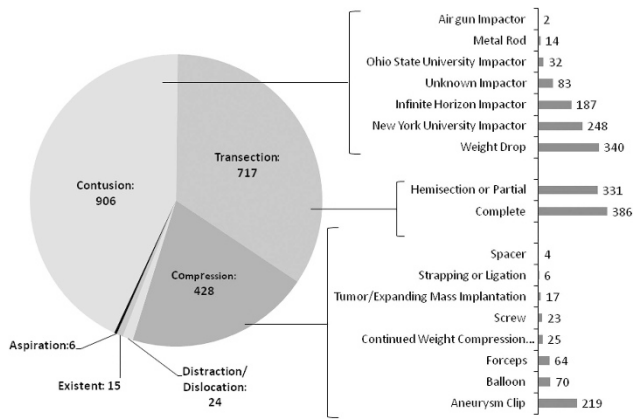 Contusion:
906
Transection:
717
Compression:
428
Aspiration:6
Existent: 15
Distraction/
Dislocation:
24
Airgun Impactor 2
Metal Rod 14
Ohio State University Impactor 32
Unknown Impactor 83
Infinite Horizon Impactor 187
New York University Impactor 248
Weight Drop 340
Hemisection or Partial 331
Complete 386
Spacer 4
Strapping or Ligation 6
Tumor/Expanding Mass Implantation 17
Screw 23
Continued Weight Compression... 25
Forceps 64
Balloon 70
Aneurysm Clip 219